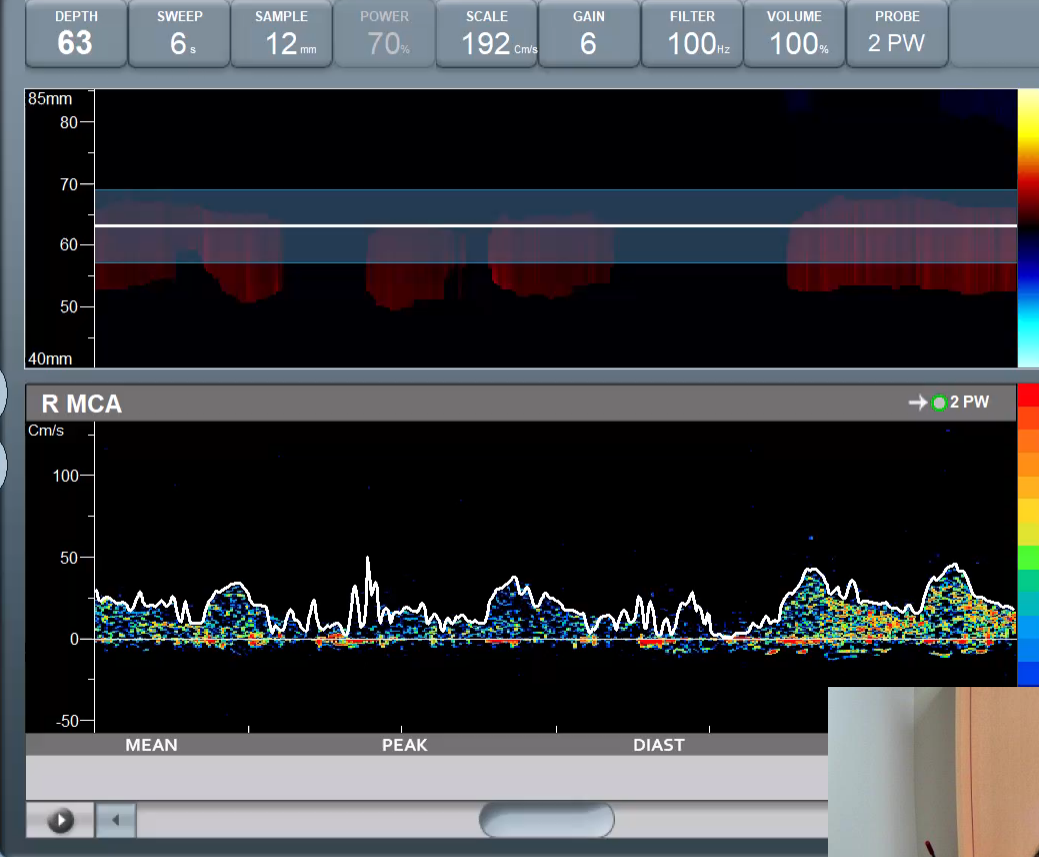 DEPTH SWEEP SAMPLE POWER SCALE GAIN FILTER VOLUME PROBE
63 6 s 12 mm 70 % 192 Cm/s 6 100 Hz 100 % 2 PW
85mm
80
70
60
50
40mm
R MCA 2 PW
Cm/s
100
50
0
-50
MEAN PEAK DIAST